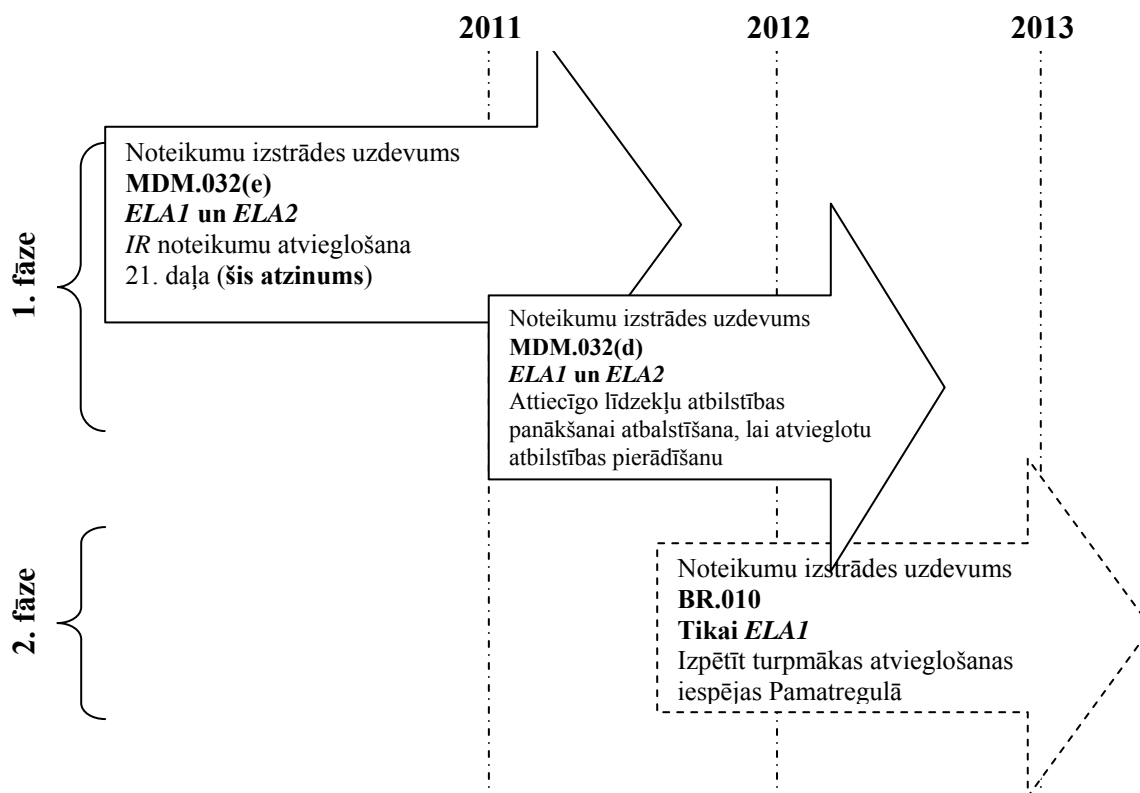 2011 2012 2013
1. fāze
Noteikumu izstrādes uzdevums
MDM.032(e)
ELA1 un ELA2
IR noteikumu atvieglošana
21. daļa (šis atzinums)
Noteikumu izstrādes uzdevums
MDM.032(d)
ELA1 un ELA2
Attiecīgo līdzekļu atbilstības
panākšanai atbalstīšana, lai atvieglotu
atbilstības pierādīšanu
2. fāze
Noteikumu izstrādes uzdevums
BR.010
Tikai ELA1
Izpētīt turpmākas atvieglošanas
iespējas Pamatregulā